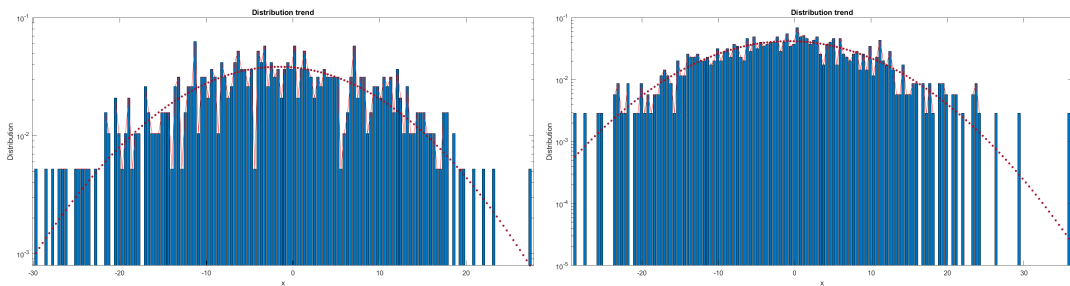 Distribution trend
10^-1
10^-2
10^-3
Distribution
-30 -20 -10 0 10 20
x
Distribution trend
10^-1
10^-2
10^-3
10^-4
10^-5
Distribution
-20 -10 0 10 20 30
x